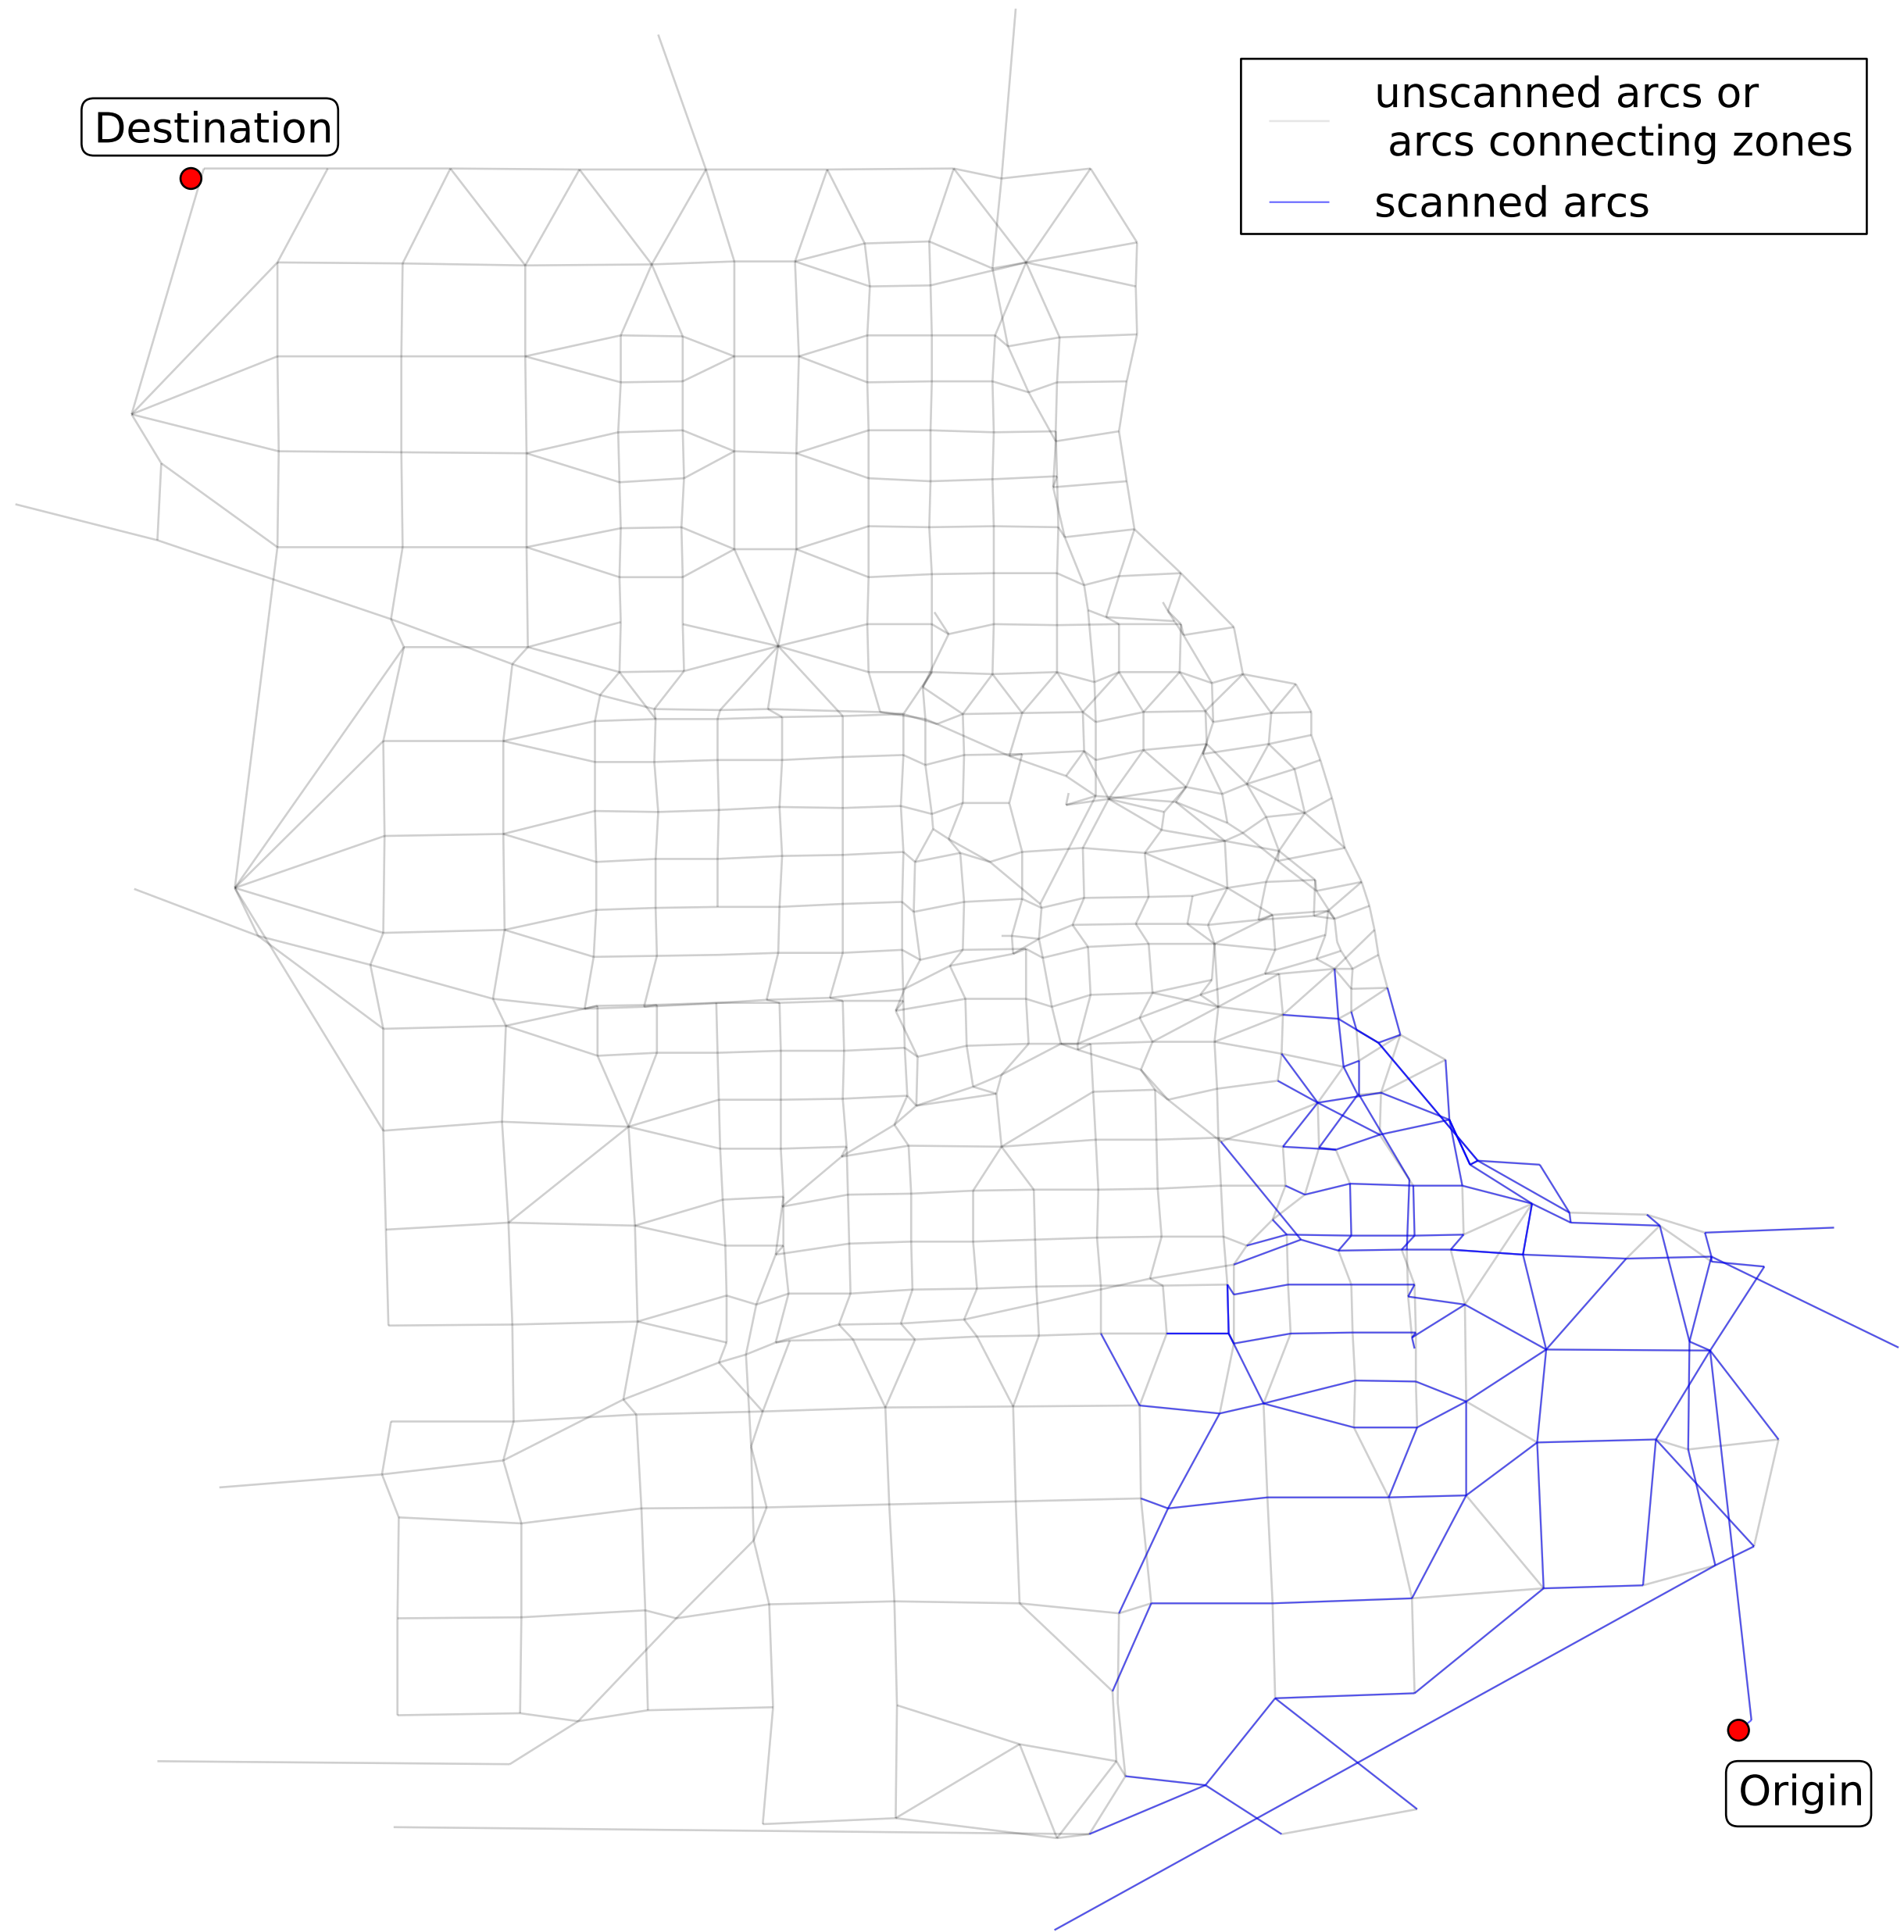 Destination
unscanned arcs or
arcs connecting zones
scanned arcs
Origin